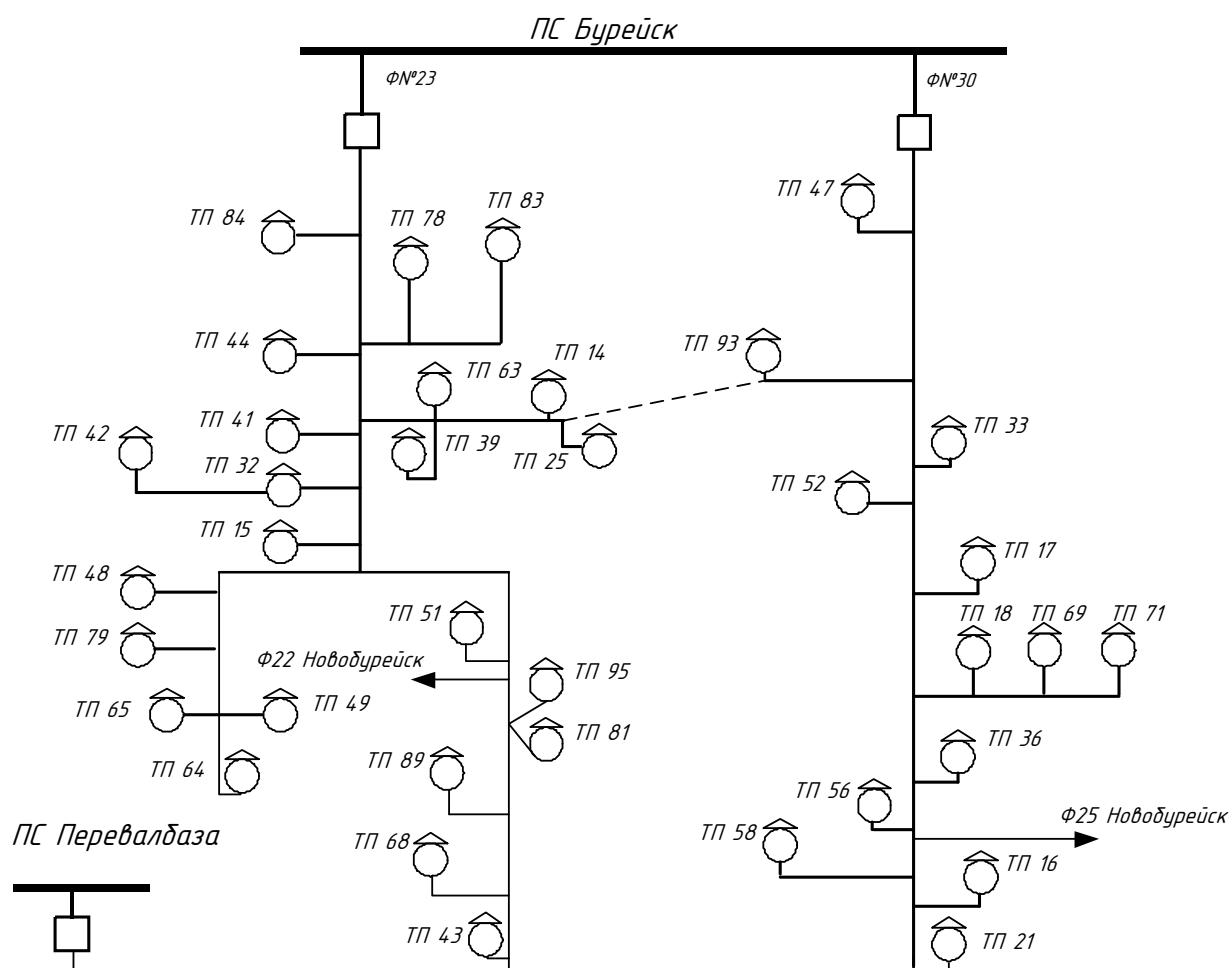 ПС Бурейск
ФN°23
ФN°30
ТП 47
ТП 83
ТП 84
ТП 78
ТП 44
ТП 93
ТП 14
ТП 63
ТП 41
ТП 42
ТП 33
ТП 39
ТП 25
ТП 32
ТП 52
ТП 15
ТП 17
ТП 48
ТП 51
ТП 18
ТП 69
ТП 71
ТП 79
Ф22 Новобурейск
ТП 95
ТП 65
ТП 49
ТП 81
ТП 36
ТП 89
ТП 64
ТП 56
Ф25 Новобурейск
ПС Перевалбаза
ТП 58
ТП 68
ТП 16
ТП 43
ТП 21